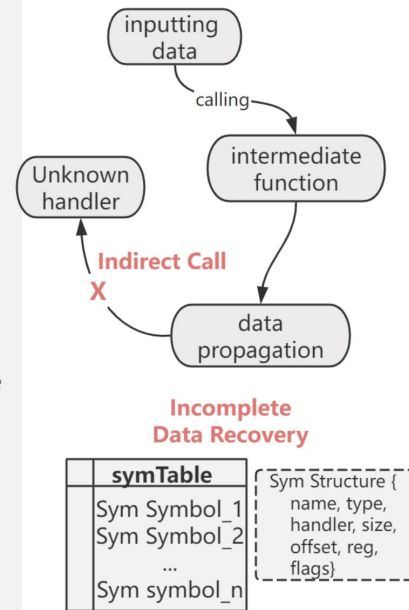 inputting
data
calling
intermediate
function
Unknown
handler
Indirect Call
X
data
propagation
Incomplete
Data Recovery
symTable
Sym Symbol_1
Sym Symbol_2
...
Sym symbol_n
Sym Structure {
name, type,
handler, size,
offset, reg,
flags}